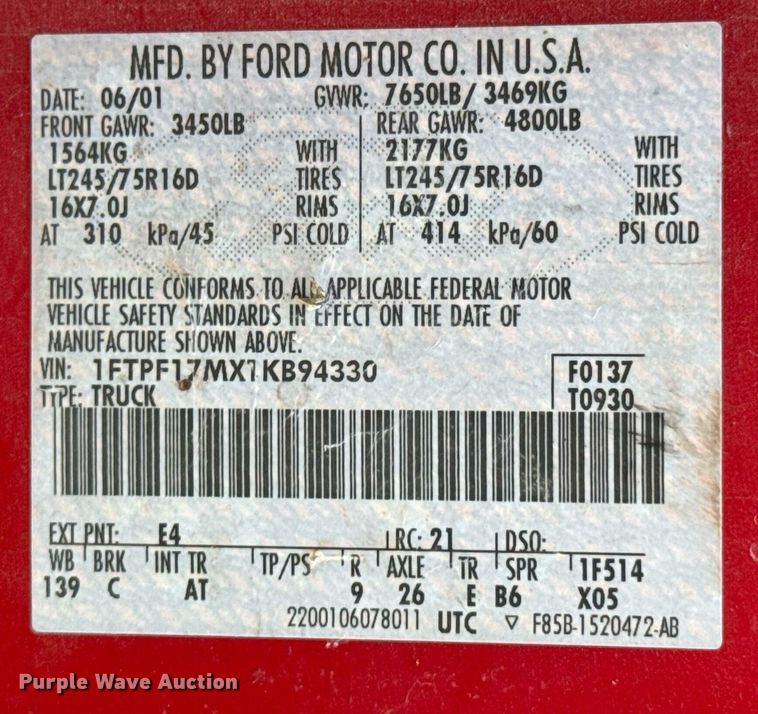 MFD. BY FORD MOTOR CO. IN U.S.A.
DATE: 06/01 GVWR: 7650LB/ 3469KG
FRONT GAWR: 3450LB REAR GAWR: 4800LB
1564KG WITH 2177KG WITH
LT245/75R16D TIRES LT245/75R16D TIRES
16X7.0J RIMS 16X7.0J RIMS
AT 310 kPa/45 PSI COLD AT 414 kPa/60 PSI COLD
THIS VEHICLE CONFORMS TO ALL APPLICABLE FEDERAL MOTOR
VEHICLE SAFETY STANDARDS IN EFFECT ON THE DATE OF
MANUFACTURE SHOWN ABOVE.
VIN: 1FTPF17MX1KB94330 F0137
TYPE: TRUCK T0930
EXT PNT: E4 RC: 21 DSO:
WB BRK INT TR TP/PS R AXLE TR SPR 1F514
139 C AT 9 26 E B6 X05
2200106078011 UTC ▽ F85B-1520472-AB
Purple Wave Auction